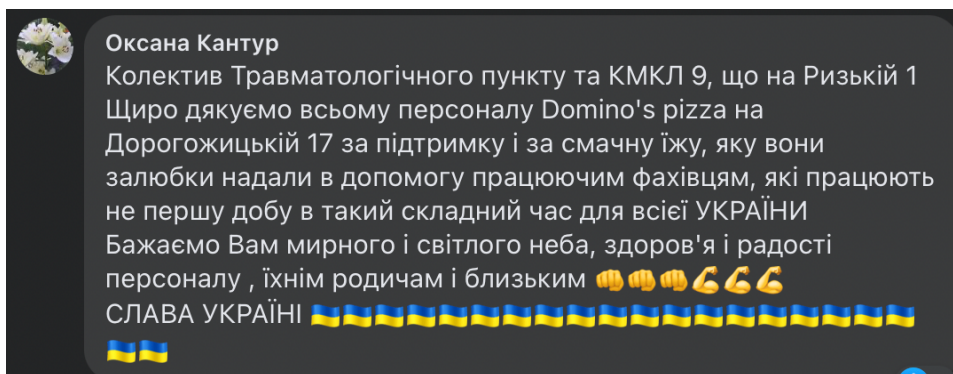 Оксана Кантур
Колектив Травматологічного пункту та КМКЛ 9, що на Ризькій 1
Щиро дякуємо всьому персоналу Domino's pizza на
Дорогожицькій 17 за підтримку і за смачну їжу, яку вони
залюбки надали в допомогу працюючим фахівцям, які працюють
не першу добу в такий складний час для всієї УКРАЇНИ
Бажаємо Вам мирного і світлого неба, здоров'я і радості
персоналу , їхнім родичам і близьким 👊👊👊💪💪💪
СЛАВА УКРАЇНІ 🇺🇦🇺🇦🇺🇦🇺🇦🇺🇦🇺🇦🇺🇦🇺🇦🇺🇦🇺🇦🇺🇦🇺🇦🇺🇦🇺🇦🇺🇦🇺🇦🇺🇦🇺🇦🇺🇦
🇺🇦🇺🇦